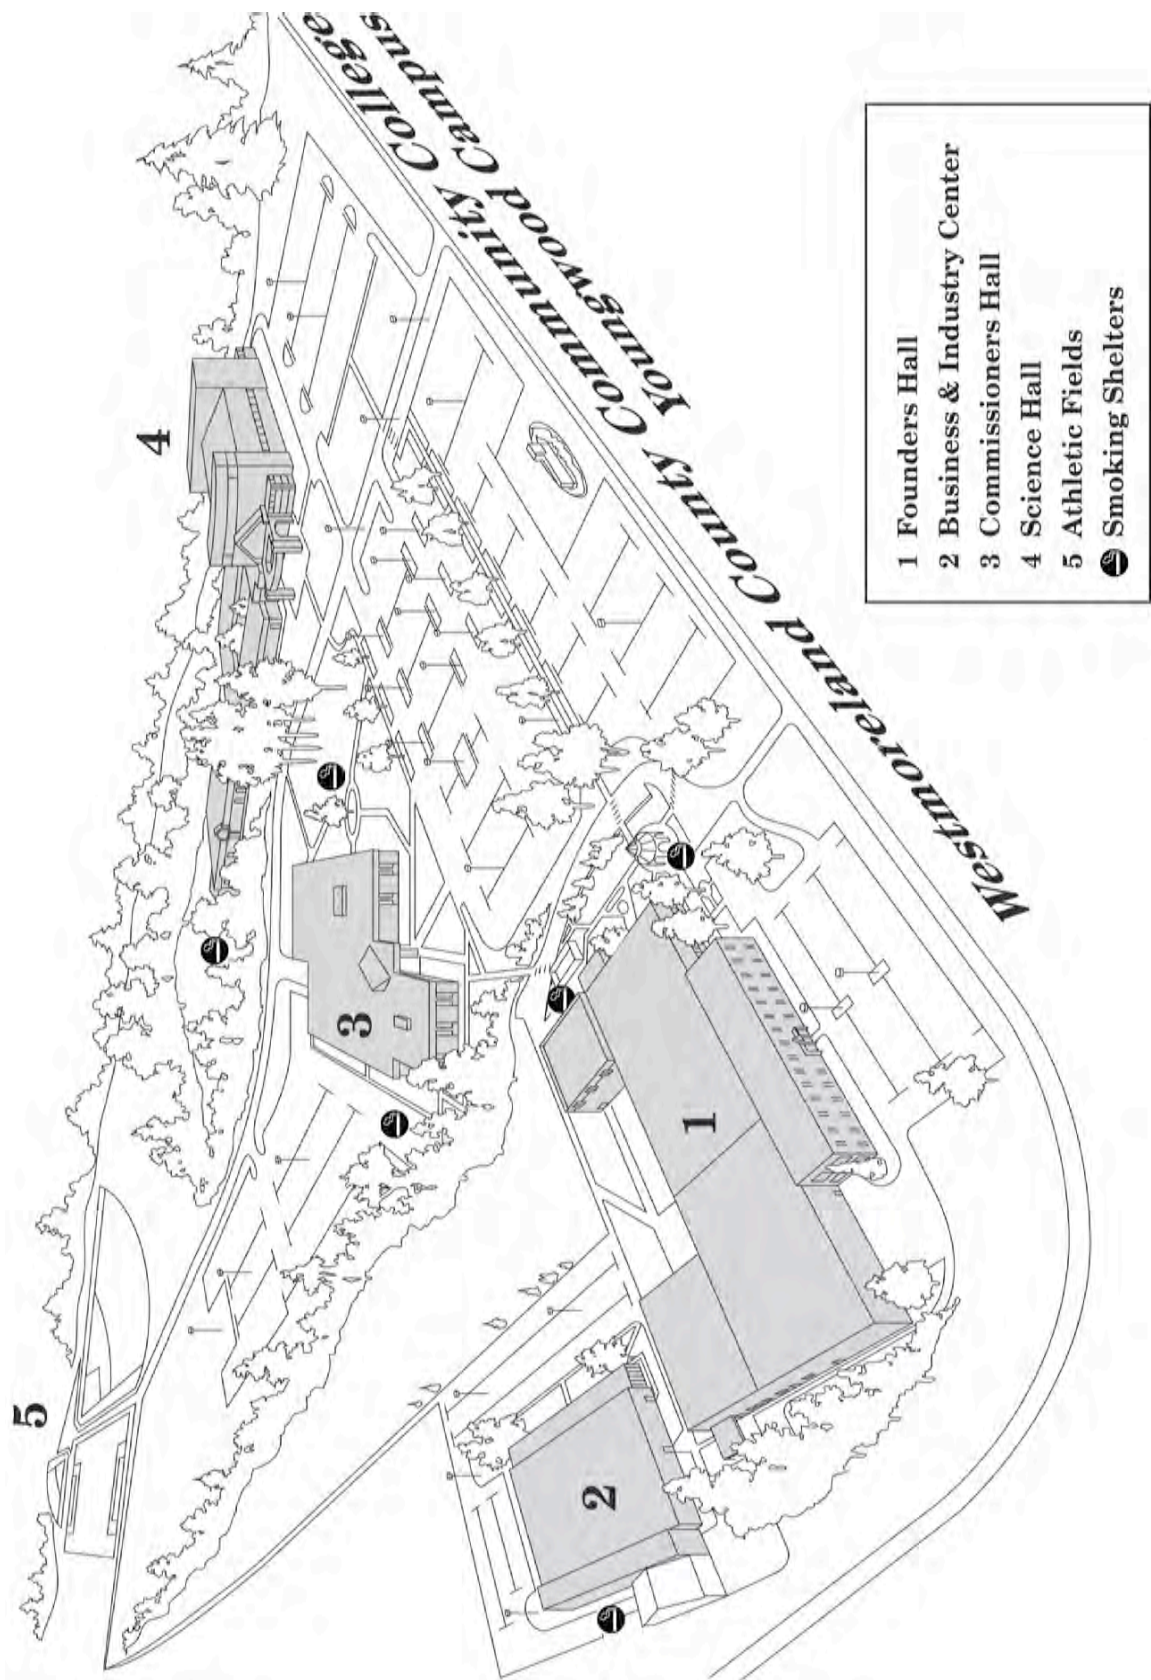 Westmoreland County Community College
Youngwood Campus
4
3
5
1
2
1 Founders Hall
2 Business & Industry Center
3 Commissioners Hall
4 Science Hall
5 Athletic Fields
Smoking Shelters